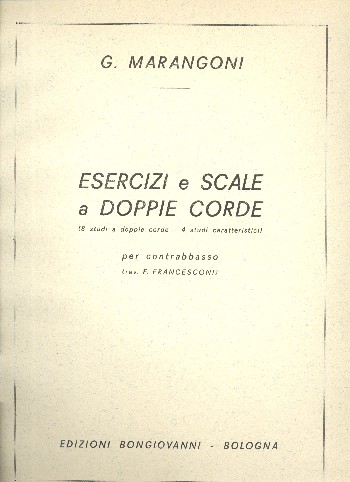 G. MARANGONI
ESERCIZI e SCALE
a DOPPIE CORDE
(8 studi a doppie corde - 4 studi caratteristici)
per contrabbasso
(rev. F. FRANCESCONI)
EDIZIONI BONGIOVANNI - BOLOGNA